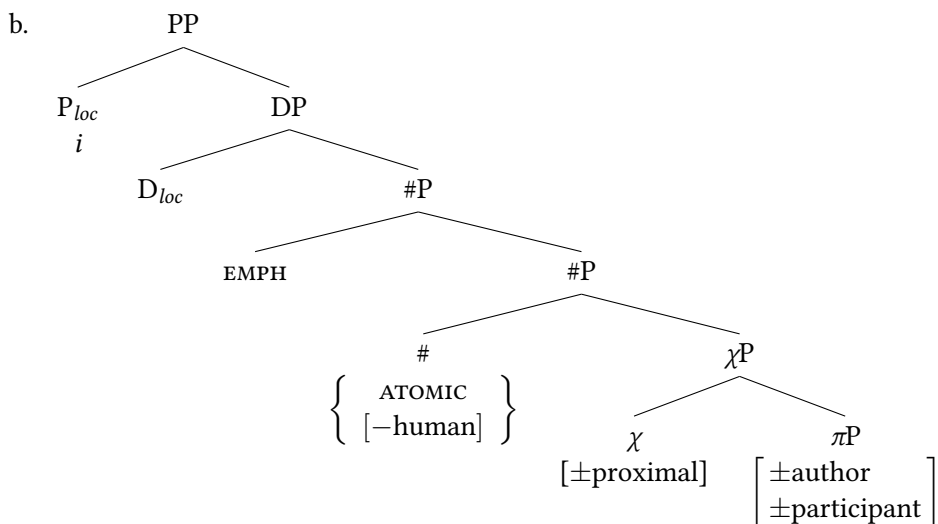 b. PP
P_loc DP
i
D_loc #P
EMPH #P
# χP
{ ATOMIC [−human] } χ πP
[±proximal] [ ±author ±participant ]